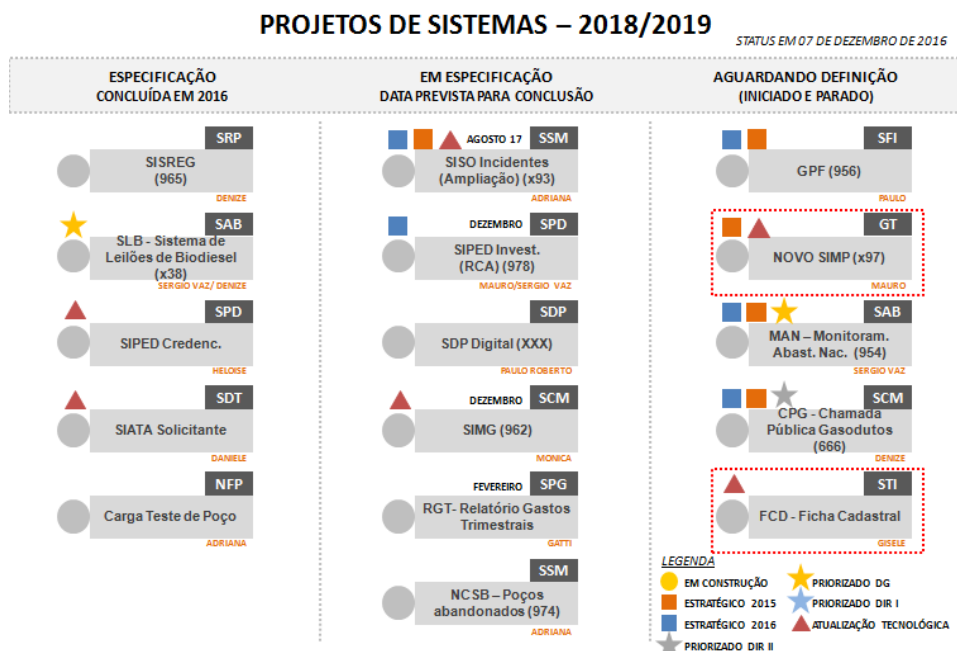 PROJETOS DE SISTEMAS – 2018/2019
STATUS EM 07 DE DEZEMBRO DE 2016
ESPECIFICAÇÃO
CONCLUÍDA EM 2016
SRP
SISREG
(965)
DENIZE
SAB
SLB - Sistema de
Leilões de Biodiesel
(x38)
SERGIO VAZ/ DENIZE
SPD
SIPED Credenc.
HELOISE
SDT
SIATA Solicitante
DANIELE
NFP
Carga Teste de Poço
ADRIANA
EM ESPECIFICAÇÃO
DATA PREVISTA PARA CONCLUSÃO
AGOSTO 17 SSM
SISO Incidentes
(Ampliação) (x93)
ADRIANA
DEZEMBRO SPD
SIPED Invest.
(RCA) (978)
MAURO/SERGIO VAZ
SDP
SDP Digital (XXX)
PAULO ROBERTO
DEZEMBRO SCM
SIMG (962)
MONICA
FEVEREIRO SPG
RGT- Relatório Gastos
Trimestrais
GATTI
SSM
NCSB – Poços
abandonados (974)
ADRIANA
AGUARDANDO DEFINIÇÃO
(INICIADO E PARADO)
SFI
GPF (956)
PAULO
GT
NOVO SIMP (x97)
MAURO
SAB
MAN – Monitoram.
Abast. Nac. (954)
SERGIO VAZ
SCM
CPG - Chamada
Pública Gasodutos
(666)
DENIZE
STI
FCD - Ficha Cadastral
GISELE
LEGENDA
EM CONSTRUÇÃO
PRIORIZADO DG
ESTRATÉGICO 2015
PRIORIZADO DIR I
ESTRATÉGICO 2016
ATUALIZAÇÃO TECNOLÓGICA
PRIORIZADO DIR II